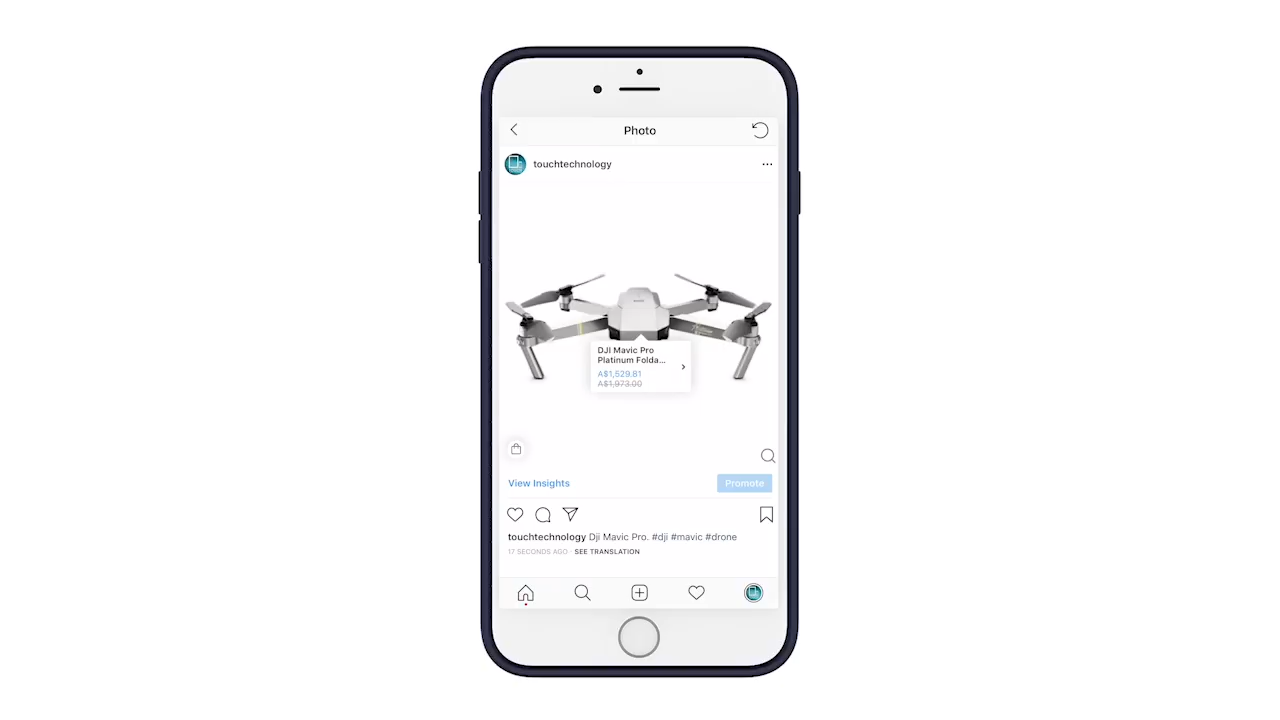 Photo
touchtechnology
DJI Mavic Pro
Platinum Folda...
A$1,529.81
A$1,973.00
View Insights
Promote
touchtechnology Dji Mavic Pro. #dji #mavic #drone
17 SECONDS AGO · SEE TRANSLATION